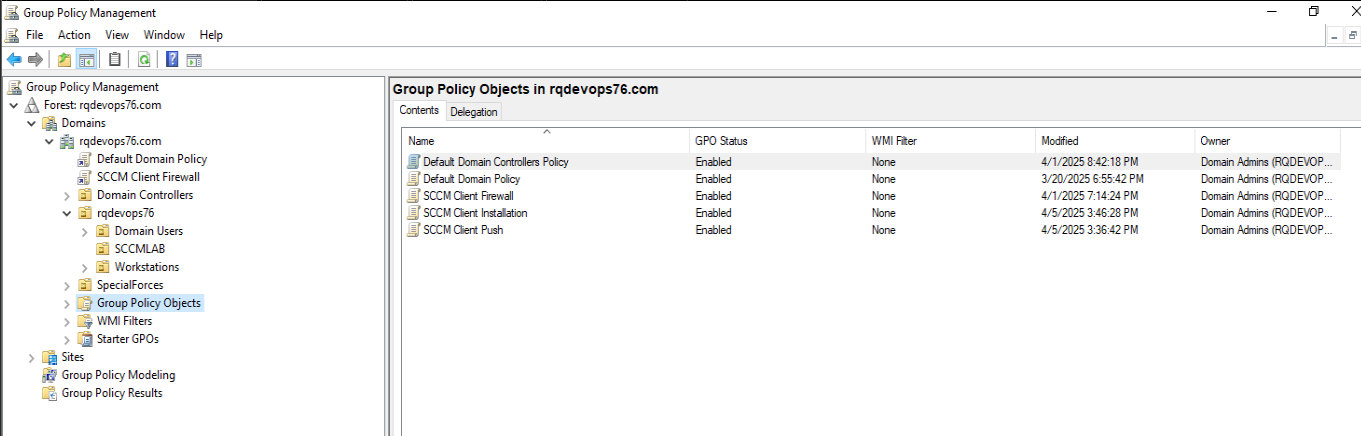 Group Policy Management
File Action View Window Help
Group Policy Management
Forest: rqdevops76.com
Domains
rqdevops76.com
Default Domain Policy
SCCM Client Firewall
Domain Controllers
rqdevops76
Domain Users
SCCMLAB
Workstations
SpecialForces
Group Policy Objects
WMI Filters
Starter GPOs
Sites
Group Policy Modeling
Group Policy Results
Group Policy Objects in rqdevops76.com
Contents Delegation
Name GPO Status WMI Filter Modified Owner
Default Domain Controllers Policy Enabled None 4/1/2025 8:42:18 PM Domain Admins (RQDEVOP...
Default Domain Policy Enabled None 3/20/2025 6:55:42 PM Domain Admins (RQDEVOP...
SCCM Client Firewall Enabled None 4/1/2025 7:14:24 PM Domain Admins (RQDEVOP...
SCCM Client Installation Enabled None 4/5/2025 3:46:28 PM Domain Admins (RQDEVOP...
SCCM Client Push Enabled None 4/5/2025 3:36:42 PM Domain Admins (RQDEVOP...